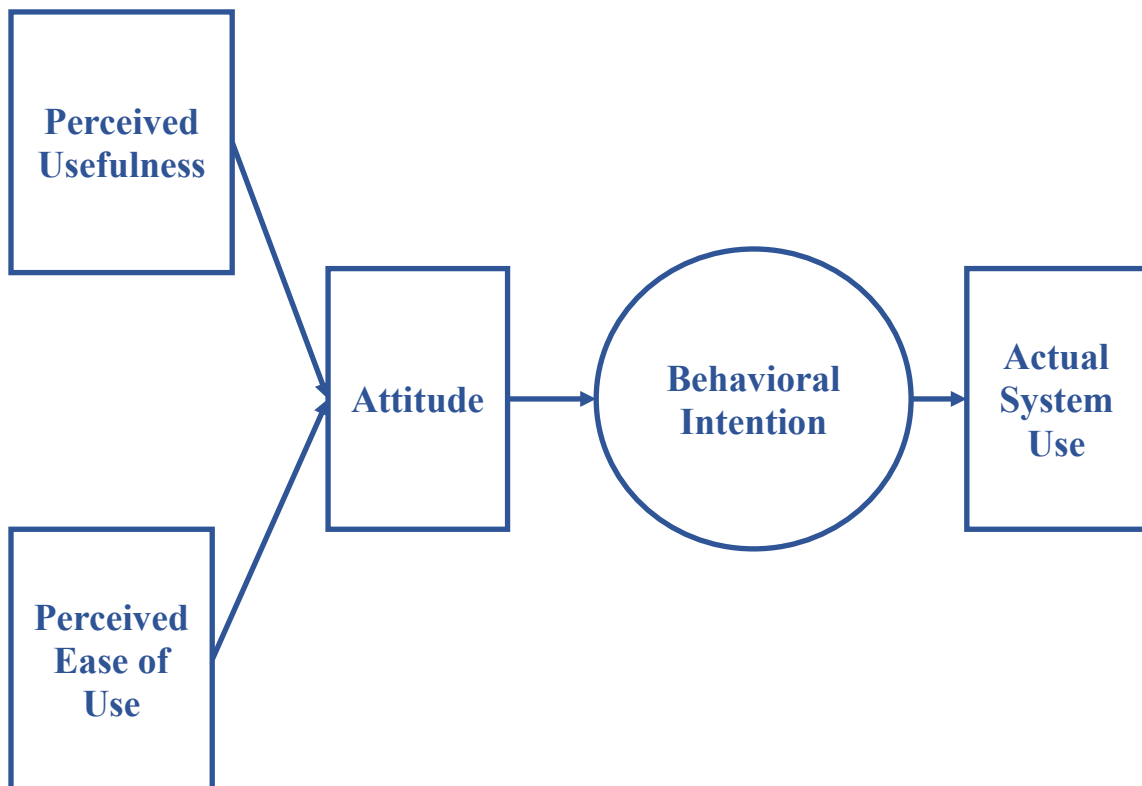 Perceived
Usefulness
Attitude
Behavioral
Intention
Actual
System
Use
Perceived
Ease of
Use